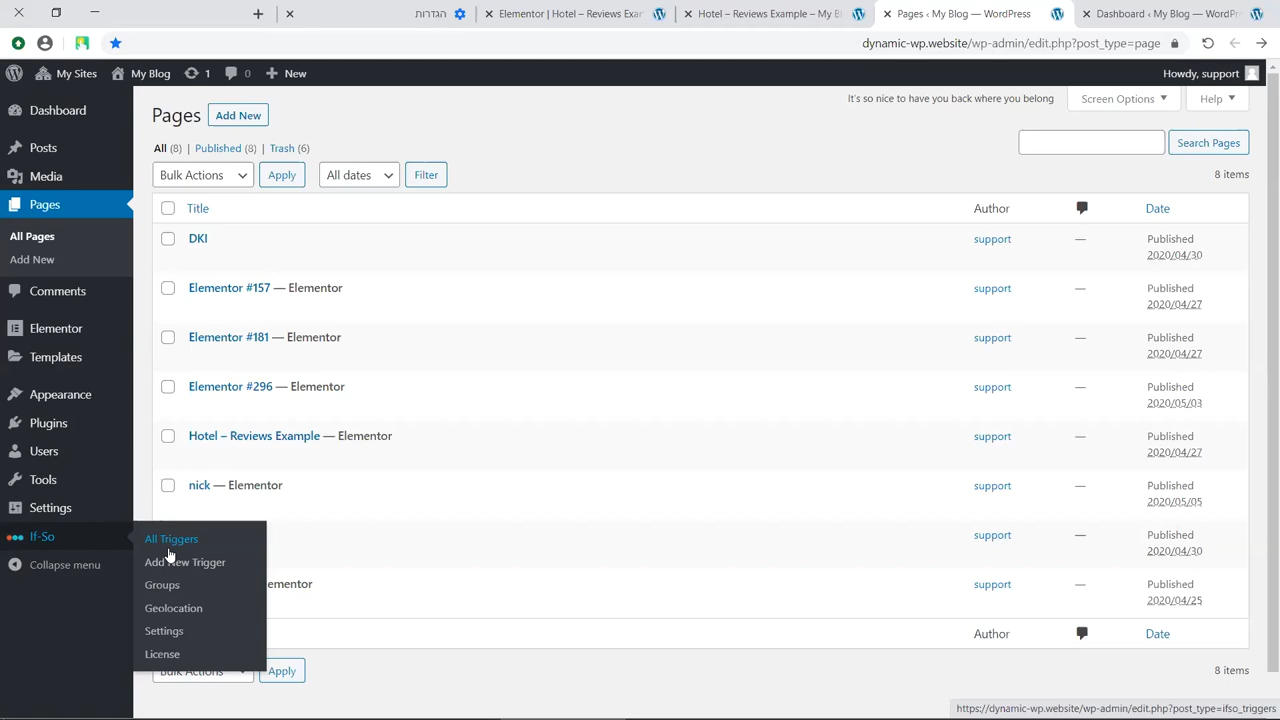 הגדרות
Elementor | Hotel – Reviews Exar
Hotel – Reviews Example – My B
Pages ‹ My Blog — WordPress
Dashboard ‹ My Blog — WordPr
dynamic-wp.website/wp-admin/edit.php?post_type=page
My Sites
My Blog
1
0
New
Howdy, support
Dashboard
Posts
Media
Pages
All Pages
Add New
Comments
Elementor
Templates
Appearance
Plugins
Users
Tools
Settings
If-So
Collapse menu
All Triggers
Add New Trigger
Groups
Geolocation
Settings
License
Pages
Add New
It's so nice to have you back where you belong
Screen Options
Help
All (8) | Published (8) | Trash (6)
Search Pages
Bulk Actions
Apply
All dates
Filter
8 items
Title
Author
Date
DKI
support
—
Published
2020/04/30
Elementor #157 — Elementor
support
—
Published
2020/04/27
Elementor #181 — Elementor
support
—
Published
2020/04/27
Elementor #296 — Elementor
support
—
Published
2020/05/03
Hotel – Reviews Example — Elementor
support
—
Published
2020/04/27
nick — Elementor
support
—
Published
2020/05/05
support
—
Published
2020/04/30
ementor
support
—
Published
2020/04/25
Author
Date
Bulk Actions
Apply
8 items
https://dynamic-wp.website/wp-admin/edit.php?post_type=ifso_triggers